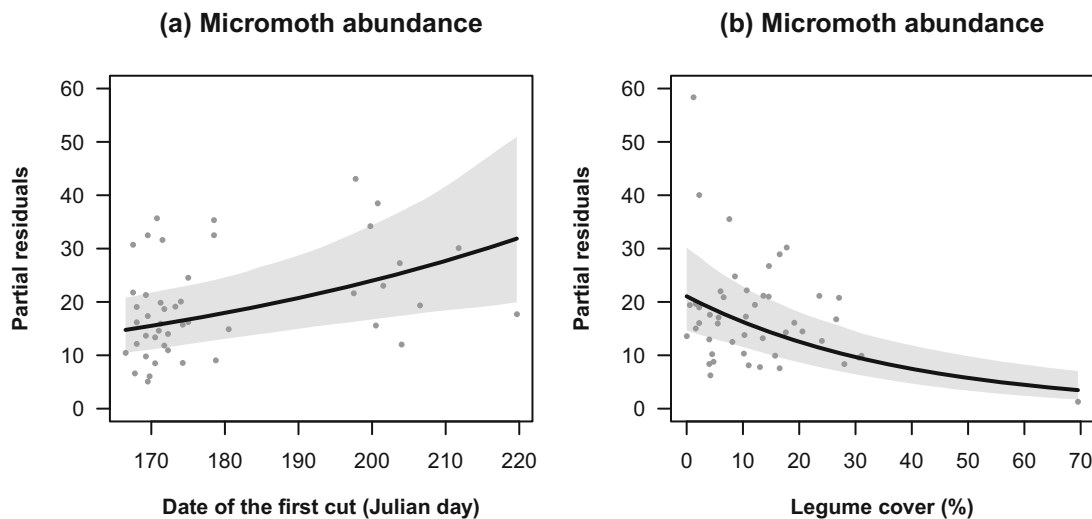 (a) Micromoth abundance
Partial residuals
60
50
40
30
20
10
0
170 180 190 200 210 220
Date of the first cut (Julian day)
(b) Micromoth abundance
Partial residuals
60
50
40
30
20
10
0
0 10 20 30 40 50 60 70
Legume cover (%)